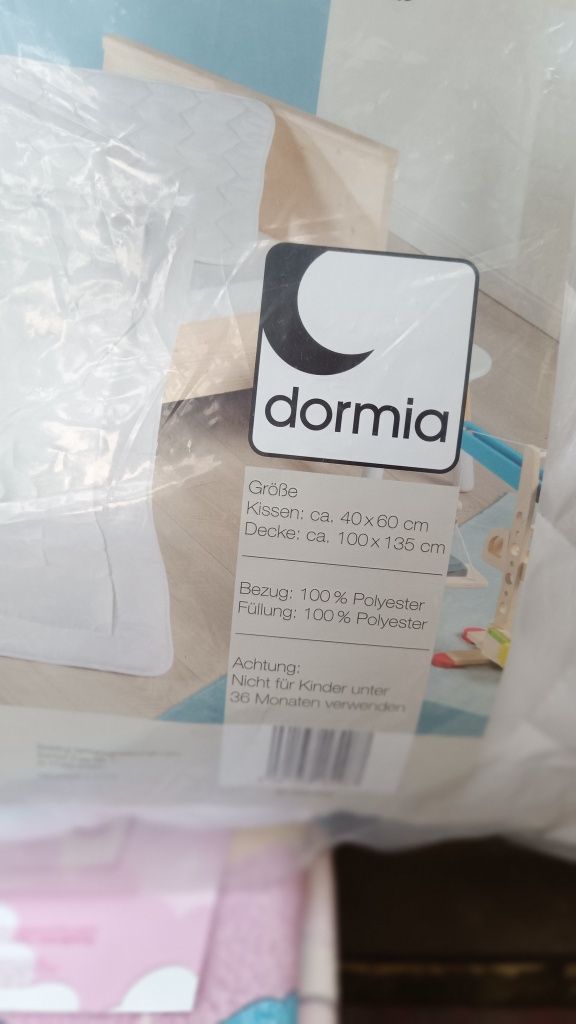 dormia
Größe
Kissen: ca. 40 x 60 cm
Decke: ca. 100 x 135 cm
Bezug: 100 % Polyester
Füllung: 100 % Polyester
Achtung:
Nicht für Kinder unter
36 Monaten verwenden